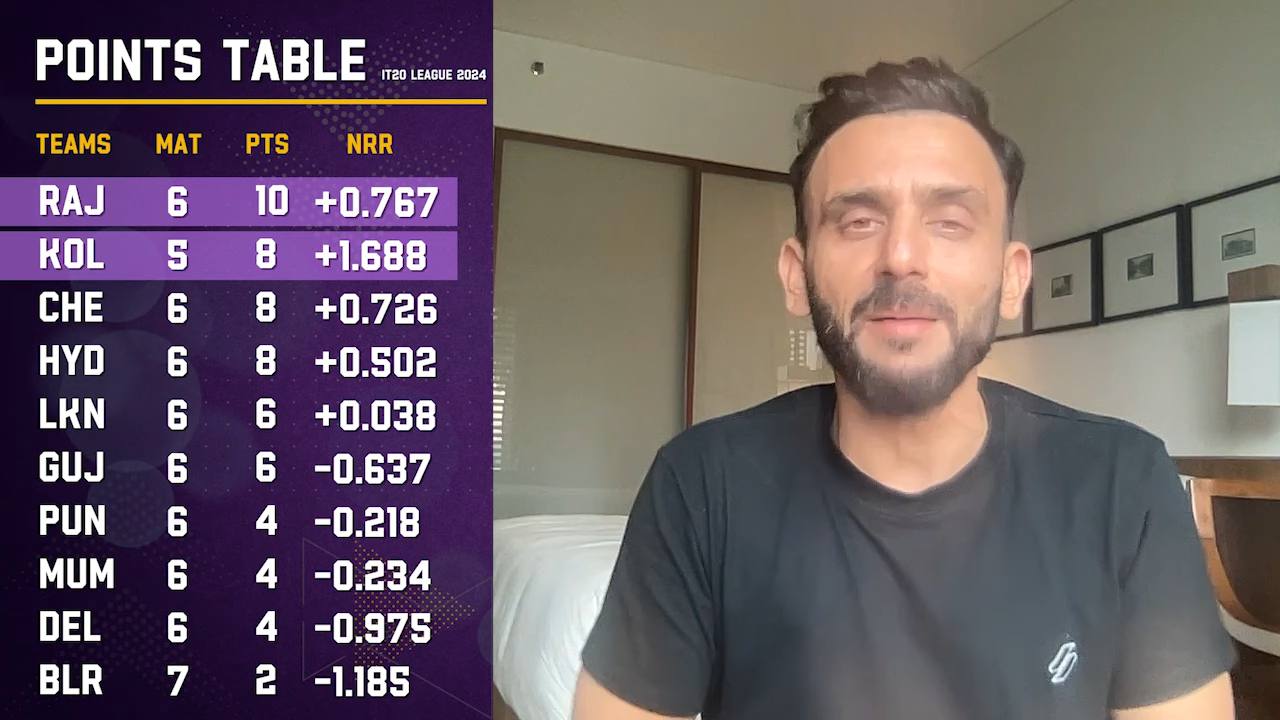 POINTS TABLE IT20 LEAGUE 2024
TEAMS MAT PTS NRR
RAJ 6 10 +0.767
KOL 5 8 +1.688
CHE 6 8 +0.726
HYD 6 8 +0.502
LKN 6 6 +0.038
GUJ 6 6 -0.637
PUN 6 4 -0.218
MUM 6 4 -0.234
DEL 6 4 -0.975
BLR 7 2 -1.185